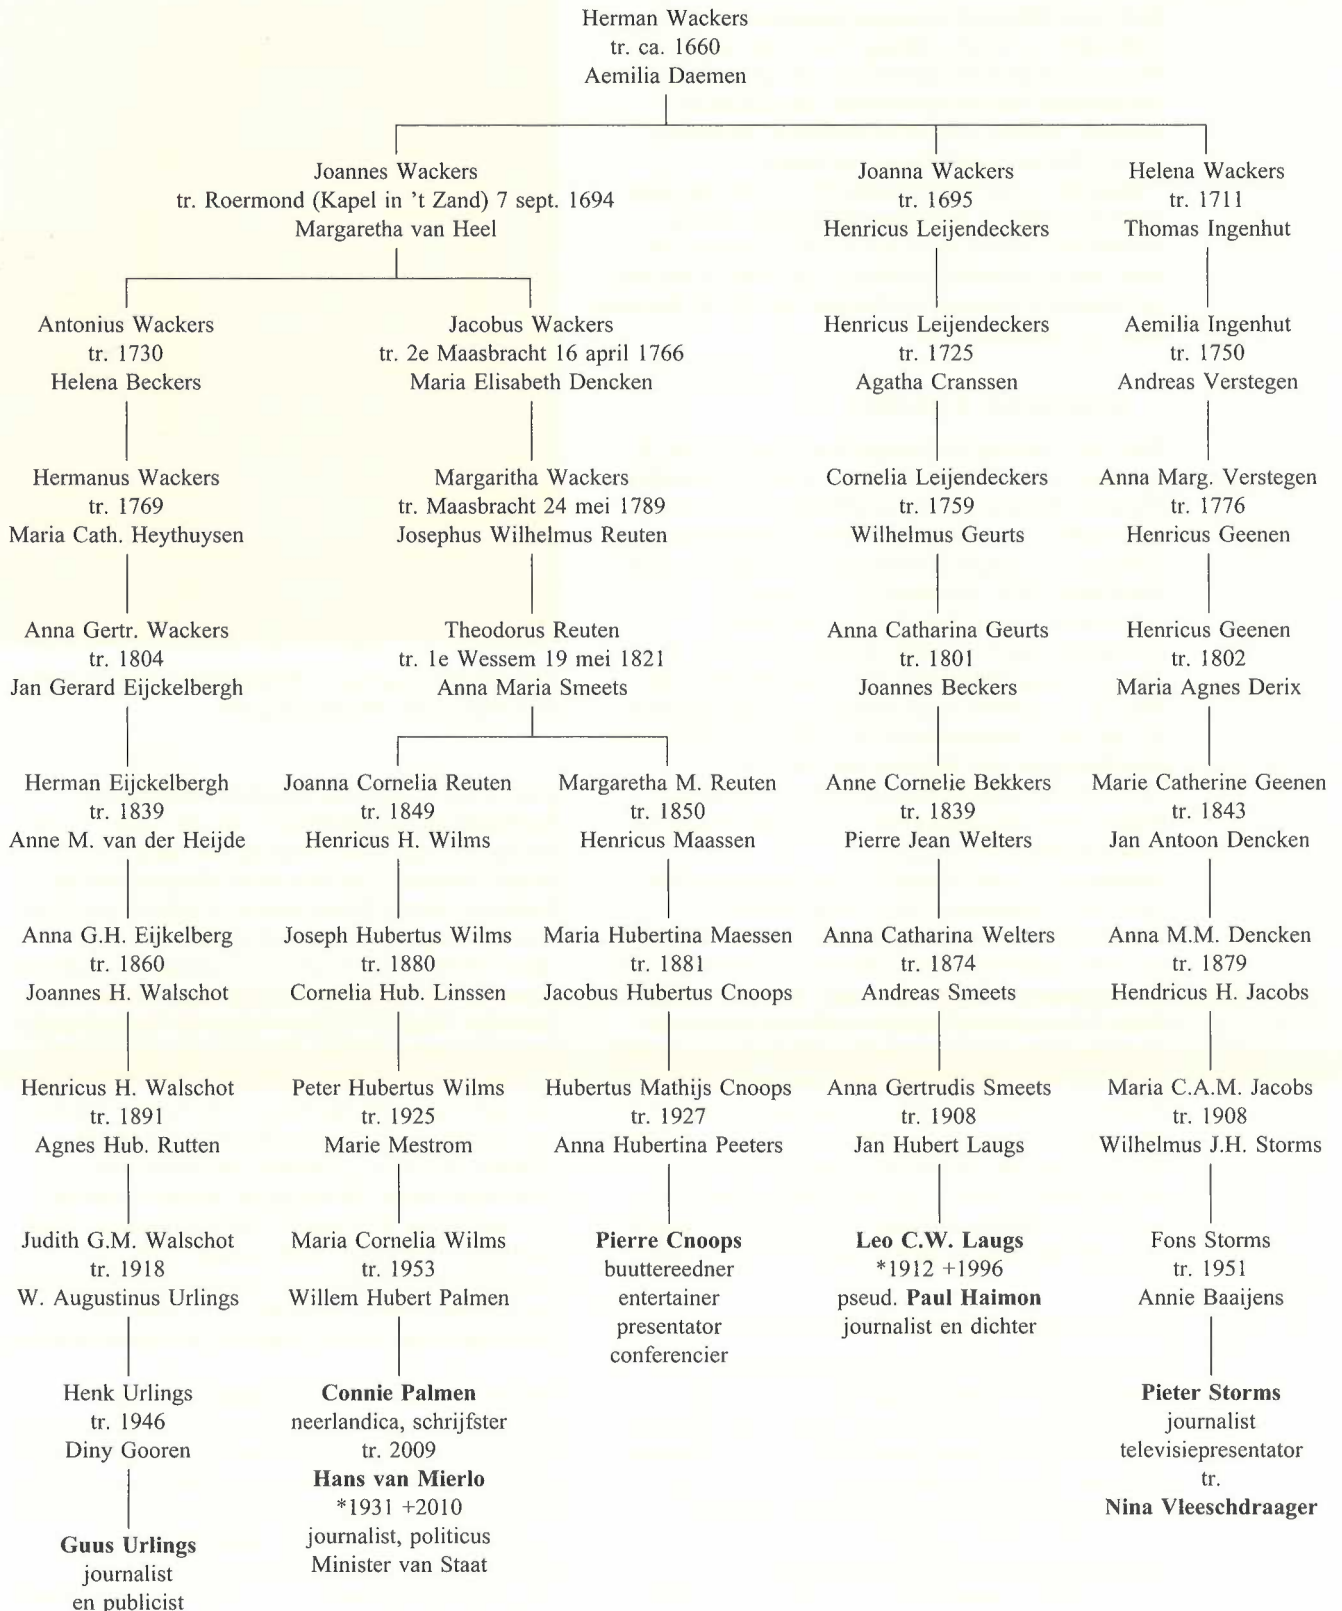 Herman Wackers
tr. ca. 1660
Aemilia Daemen
Joannes Wackers
tr. Roermond (Kapel in 't Zand) 7 sept. 1694
Margaretha van Heel
Joanna Wackers
tr. 1695
Henricus Leijendeckers
Helena Wackers
tr. 1711
Thomas Ingenhut
Antonius Wackers
tr. 1730
Helena Beckers
Jacobus Wackers
tr. 2e Maasbracht 16 april 1766
Maria Elisabeth Dencken
Henricus Leijendeckers
tr. 1725
Agatha Cranssen
Aemilia Ingenhut
tr. 1750
Andreas Verstegen
Hermanus Wackers
tr. 1769
Maria Cath. Heythuysen
Margaritha Wackers
tr. Maasbracht 24 mei 1789
Josephus Wilhelmus Reuten
Cornelia Leijendeckers
tr. 1759
Wilhelmus Geurts
Anna Marg. Verstegen
tr. 1776
Henricus Geenen
Anna Gertr. Wackers
tr. 1804
Jan Gerard Eijckelbergh
Theodorus Reuten
tr. 1e Wessem 19 mei 1821
Anna Maria Smeets
Anna Catharina Geurts
tr. 1801
Joannes Beckers
Henricus Geenen
tr. 1802
Maria Agnes Derix
Herman Eijckelbergh
tr. 1839
Anne M. van der Heijde
Joanna Cornelia Reuten
tr. 1849
Henricus H. Wilms
Margaretha M. Reuten
tr. 1850
Henricus Maassen
Anne Cornelie Bekkers
tr. 1839
Pierre Jean Welters
Marie Catherine Geenen
tr. 1843
Jan Antoon Dencken
Anna G.H. Eijkelberg
tr. 1860
Joannes H. Walschot
Joseph Hubertus Wilms
tr. 1880
Cornelia Hub. Linssen
Maria Hubertina Maessen
tr. 1881
Jacobus Hubertus Cnoops
Anna Catharina Welters
tr. 1874
Andreas Smeets
Anna M.M. Dencken
tr. 1879
Hendricus H. Jacobs
Henricus H. Walschot
tr. 1891
Agnes Hub. Rutten
Peter Hubertus Wilms
tr. 1925
Marie Mestrom
Hubertus Mathijs Cnoops
tr. 1927
Anna Hubertina Peeters
Anna Gertrudis Smeets
tr. 1908
Jan Hubert Laugs
Maria C.A.M. Jacobs
tr. 1908
Wilhelmus J.H. Storms
Judith G.M. Walschot
tr. 1918
W. Augustinus Urlings
Maria Cornelia Wilms
tr. 1953
Willem Hubert Palmen
Pierre Cnoops
buuttereedner
entertainer
presentator
conferencier
Leo C.W. Laugs
*1912 +1996
pseud. Paul Haimon
journalist en dichter
Fons Storms
tr. 1951
Annie Baaijens
Henk Urlings
tr. 1946
Diny Gooren
Connie Palmen
neerlandica, schrijfster
tr. 2009
Hans van Mierlo
*1931 +2010
journalist, politicus
Minister van Staat
Pieter Storms
journalist
televisiepresentator
tr.
Nina Vleeschdraager
Guus Urlings
journalist
en publicist